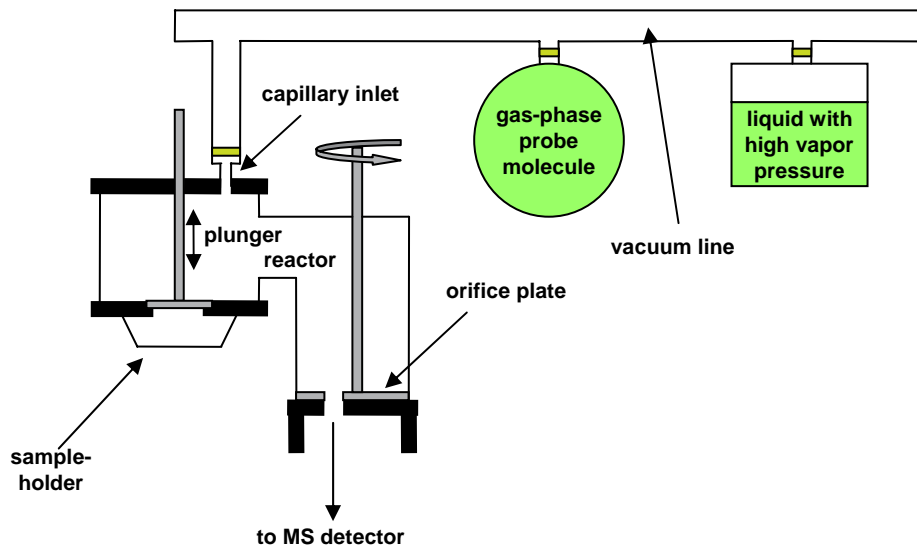 capillary inlet
gas-phase
probe
molecule
liquid with
high vapor
pressure
plunger
reactor
vacuum line
orifice plate
sample-
holder
to MS detector